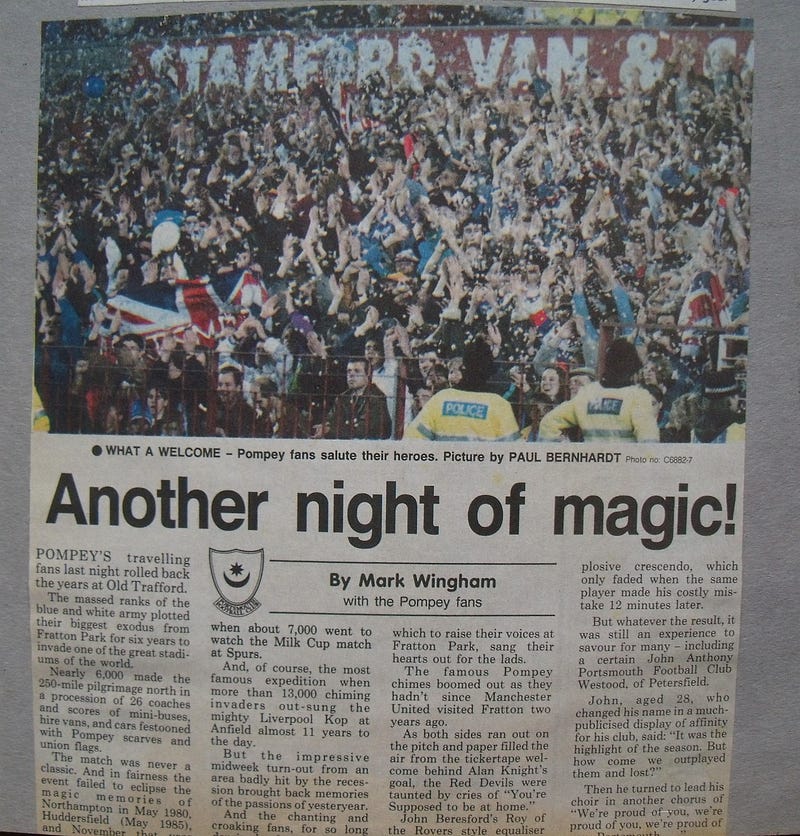 STAMFORD VAN &
POLICE
POLICE
● WHAT A WELCOME – Pompey fans salute their heroes. Picture by PAUL BERNHARDT Photo no: C6882-7
Another night of magic!
POMPEY'S travelling
fans last night rolled back
the years at Old Trafford.
The massed ranks of the
blue and white army plotted
their biggest exodus from
Fratton Park for six years to
invade one of the great stadi-
ums of the world.
Nearly 6,000 made the
250-mile pilgrimage north in
a procession of 26 coaches
and scores of mini-buses,
hire vans, and cars festooned
with Pompey scarves and
union flags.
The match was never a
classic. And in fairness the
event failed to eclipse the
magic memories of
Northampton in May 1980,
Huddersfield (May 1985),
and November that year
By Mark Wingham
with the Pompey fans
when about 7,000 went to
watch the Milk Cup match
at Spurs.
And, of course, the most
famous expedition when
more than 13,000 chiming
invaders out-sung the
mighty Liverpool Kop at
Anfield almost 11 years to
the day.
But the impressive
midweek turn-out from an
area badly hit by the reces-
sion brought back memories
of the passions of yesteryear.
And the chanting and
croaking fans, for so long
which to raise their voices at
Fratton Park, sang their
hearts out for the lads.
The famous Pompey
chimes boomed out as they
hadn't since Manchester
United visited Fratton two
years ago.
As both sides ran out on
the pitch and paper filled the
air from the tickertape wel-
come behind Alan Knight's
goal, the Red Devils were
taunted by cries of "You're
Supposed to be at home."
John Beresford's Roy of
the Rovers style equaliser
plosive crescendo, which
only faded when the same
player made his costly mis-
take 12 minutes later.
But whatever the result, it
was still an experience to
savour for many – including
a certain John Anthony
Portsmouth Football Club
Westood, of Petersfield.
John, aged 28, who
changed his name in a much-
publicised display of affinity
for his club, said: "It was the
highlight of the season. But
how come we outplayed
them and lost?"
Then he turned to lead his
choir in another chorus of
"We're proud of you, we're
proud of you, we're proud of